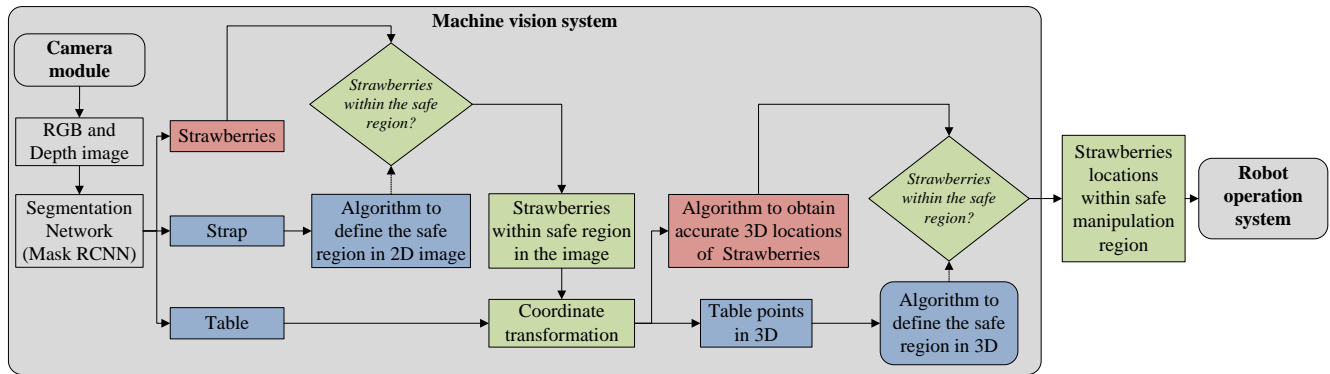 Machine vision system
Camera
module
RGB and
Depth image
Segmentation
Network
(Mask RCNN)
Strawberries
Strap
Table
Strawberries
within the safe
region?
Algorithm to
define the safe
region in 2D image
Strawberries
within safe region
in the image
Coordinate
transformation
Algorithm to obtain
accurate 3D locations
of Strawberries
Table points
in 3D
Strawberries
within the safe
region?
Algorithm to
define the safe
region in 3D
Strawberries
locations
within safe
manipulation
region
Robot
operation
system